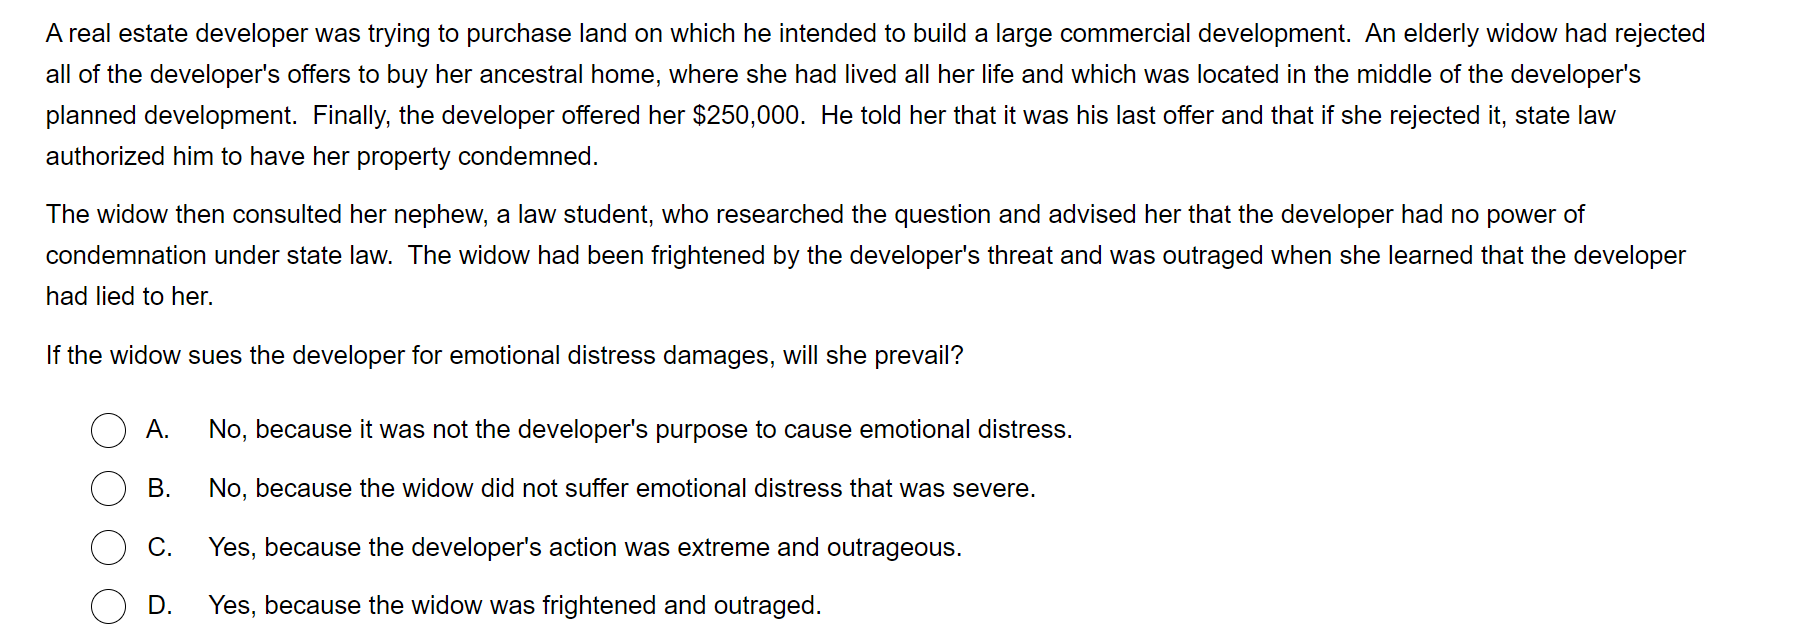 A real estate developer was trying to purchase land on which he intended to build a large commercial development.  An elderly widow had rejected
all of the developer's offers to buy her ancestral home, where she had lived all her life and which was located in the middle of the developer's
planned development.  Finally, the developer offered her $250,000.  He told her that it was his last offer and that if she rejected it, state law
authorized him to have her property condemned.
The widow then consulted her nephew, a law student, who researched the question and advised her that the developer had no power of
condemnation under state law.  The widow had been frightened by the developer's threat and was outraged when she learned that the developer
had lied to her.
If the widow sues the developer for emotional distress damages, will she prevail?
A. No, because it was not the developer's purpose to cause emotional distress.
B. No, because the widow did not suffer emotional distress that was severe.
C. Yes, because the developer's action was extreme and outrageous.
D. Yes, because the widow was frightened and outraged.